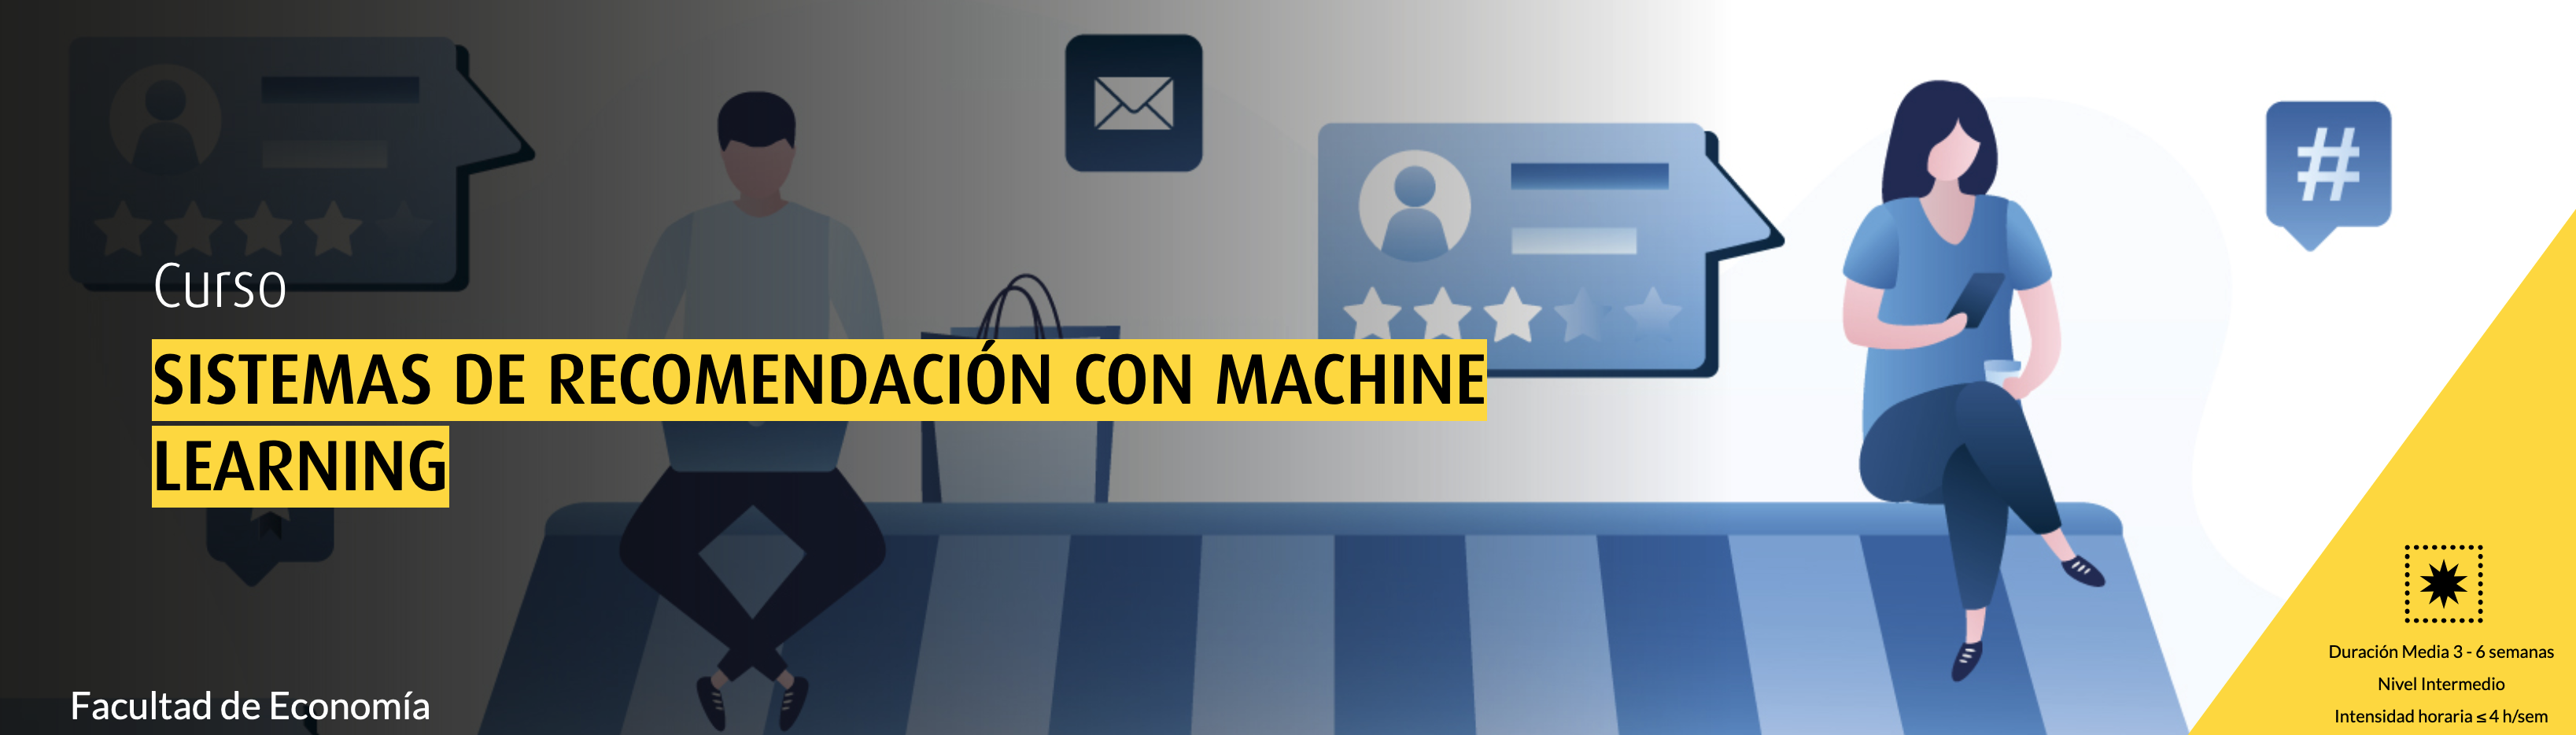 #
Curso
SISTEMAS DE RECOMENDACIÓN CON MACHINE
LEARNING
Facultad de Economía
Duración Media 3 - 6 semanas
Nivel Intermedio
Intensidad horaria ≤ 4 h/sem